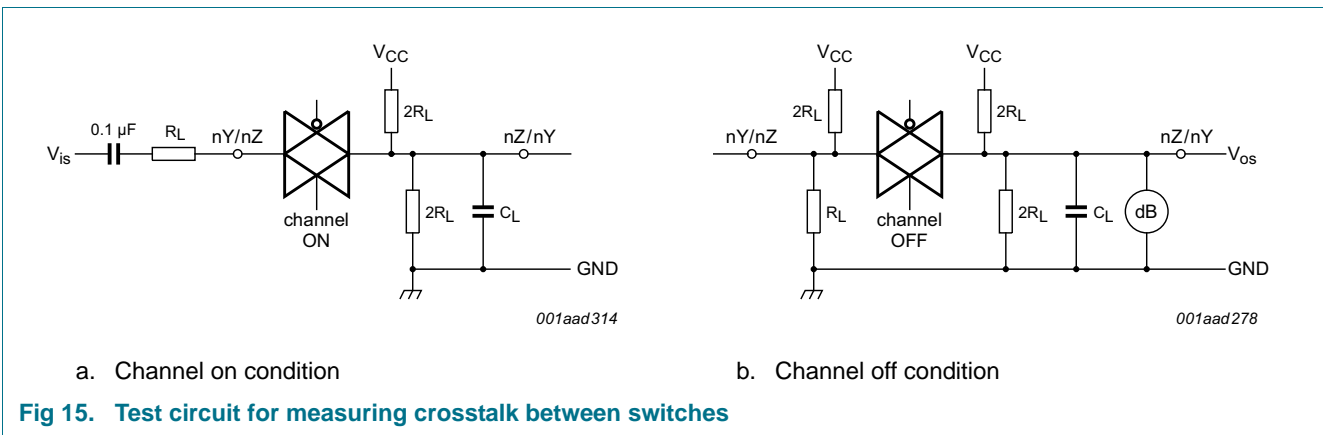 VCC
2RL
0.1 µF
RL
nY/nZ
nZ/nY
Vis
channel
ON
2RL
CL
GND
001aad314
VCC
VCC
2RL
2RL
nY/nZ
nZ/nY
Vos
RL
channel
OFF
2RL
CL
dB
GND
001aad278
a. Channel on condition
b. Channel off condition
Fig 15. Test circuit for measuring crosstalk between switches